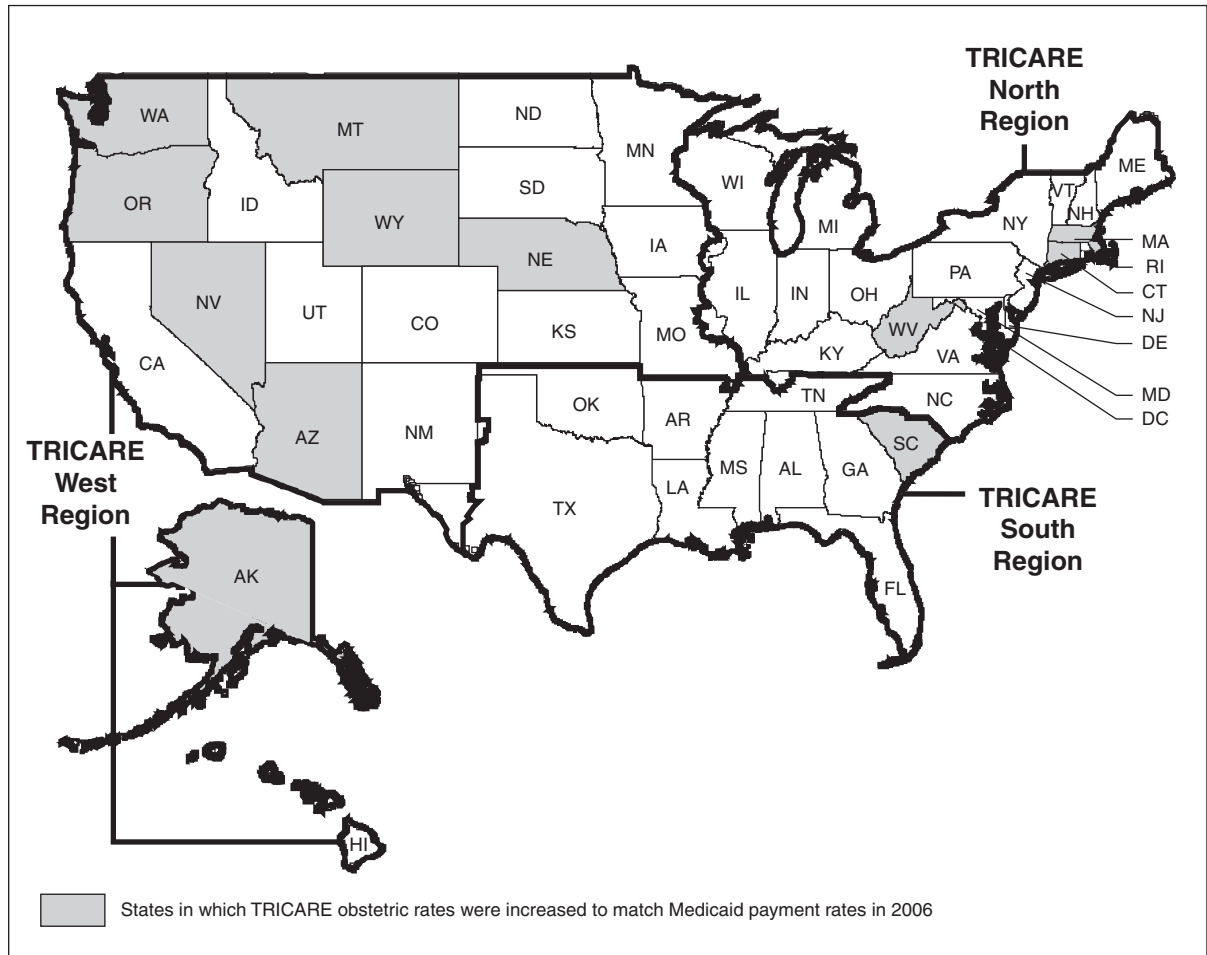 TRICARE
North
Region
WA
MT
ND
MN
ME
VT
NH
OR
ID
SD
WI
WY
MI
NY
MA
RI
CT
NJ
DE
MD
DC
IA
NE
PA
NV
UT
CO
IL
IN
OH
WV
VA
KS
MO
KY
CA
NC
TN
OK
AR
SC
AZ
NM
MS
AL
GA
LA
TX
FL
TRICARE
West
Region
TRICARE
South
Region
AK
HI
States in which TRICARE obstetric rates were increased to match Medicaid payment rates in 2006